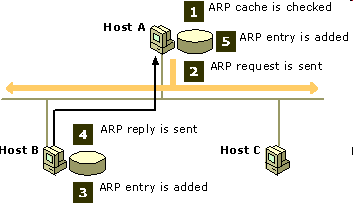 1 ARP cache is checked
Host A
5 ARP entry is added
2 ARP request is sent
4 ARP reply is sent
Host B
Host C
3 ARP entry is added